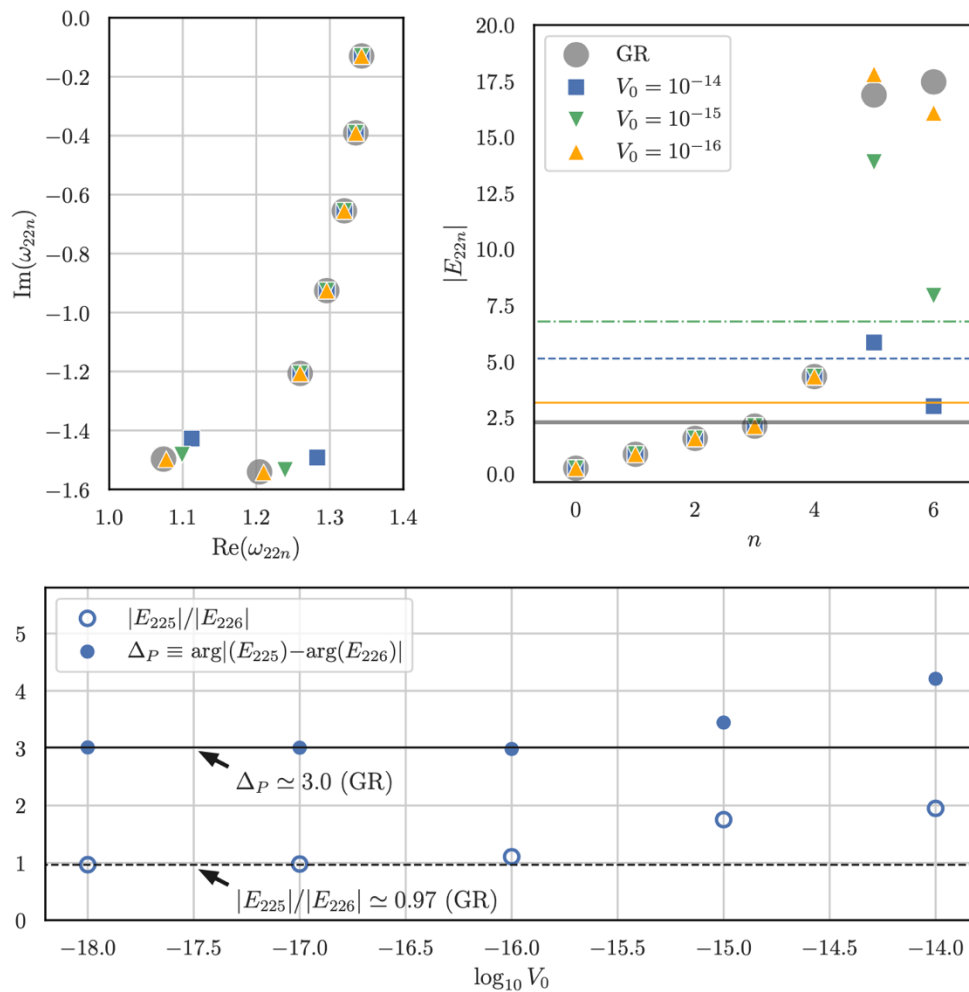 0.0
−0.2
−0.4
−0.6
−0.8
−1.0
−1.2
−1.4
−1.6
Im(ω₂₂ₙ)
1.0 1.1 1.2 1.3 1.4
Re(ω₂₂ₙ)
20.0
17.5
15.0
12.5
10.0
7.5
5.0
2.5
0.0
|E₂₂ₙ|
GR
V₀ = 10⁻¹⁴
V₀ = 10⁻¹⁵
V₀ = 10⁻¹⁶
0 2 4 6
n
|E₂₂₅|/|E₂₂₆|
Δ_P ≡ arg|(E₂₂₅)−arg(E₂₂₆)|
5
4
3
2
1
0
Δ_P ≃ 3.0 (GR)
|E₂₂₅|/|E₂₂₆| ≃ 0.97 (GR)
−18.0 −17.5 −17.0 −16.5 −16.0 −15.5 −15.0 −14.5 −14.0
log₁₀ V₀